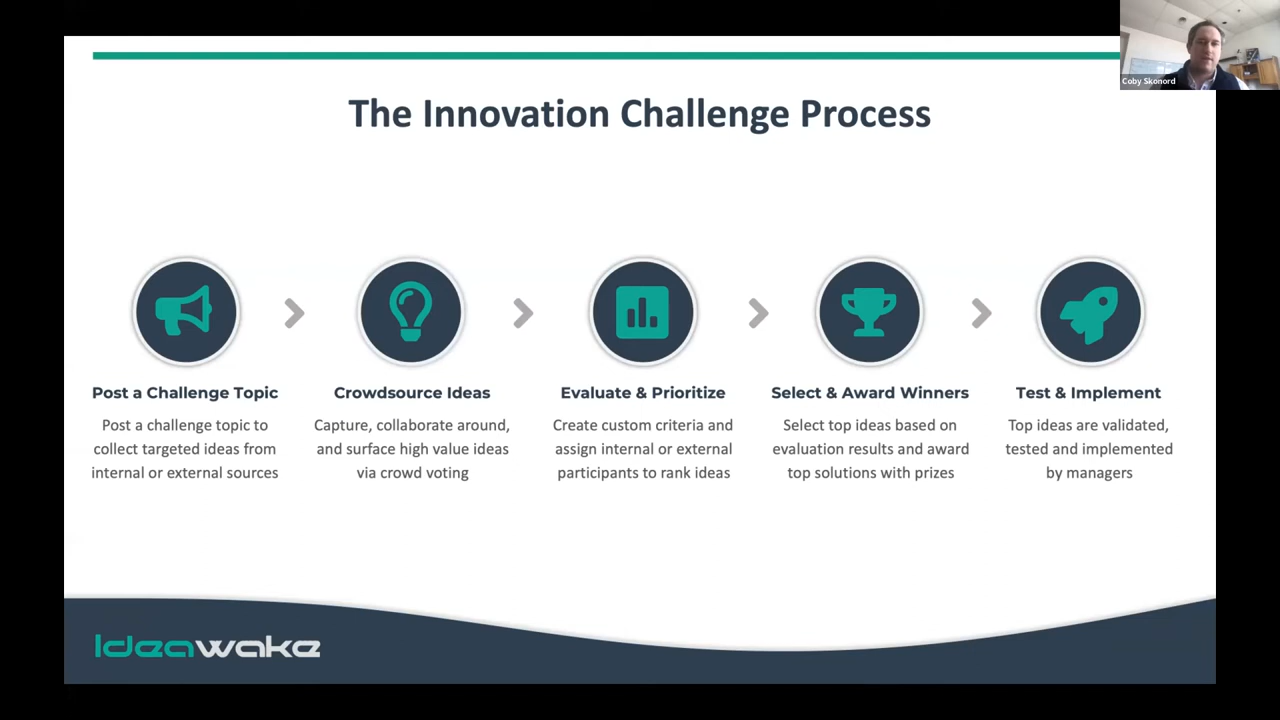 Coby Skonord
The Innovation Challenge Process
Post a Challenge Topic
Post a challenge topic to
collect targeted ideas from
internal or external sources
Crowdsource Ideas
Capture, collaborate around,
and surface high value ideas
via crowd voting
Evaluate & Prioritize
Create custom criteria and
assign internal or external
participants to rank ideas
Select & Award Winners
Select top ideas based on
evaluation results and award
top solutions with prizes
Test & Implement
Top ideas are validated,
tested and implemented
by managers
Ideawake